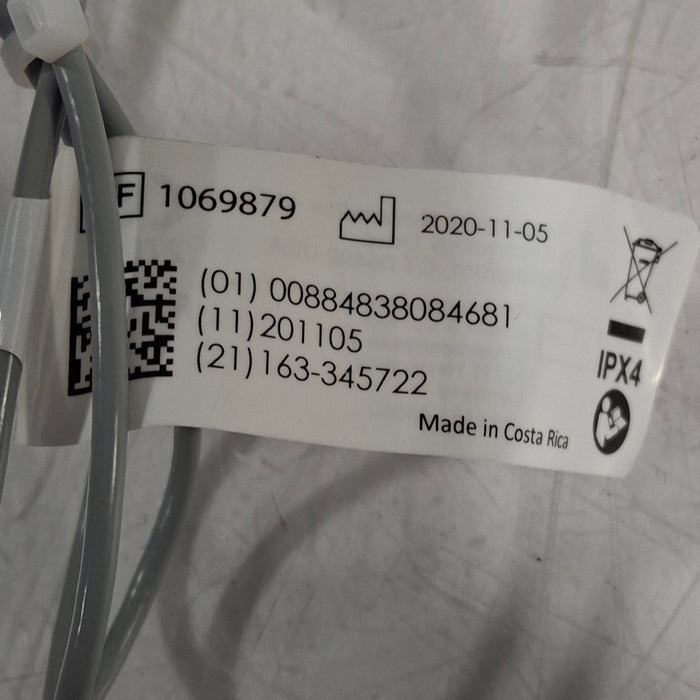 F 1069879
2020-11-05
(01) 00884838084681
(11)201105
(21)163-345722
IPX4
Made in Costa Rica